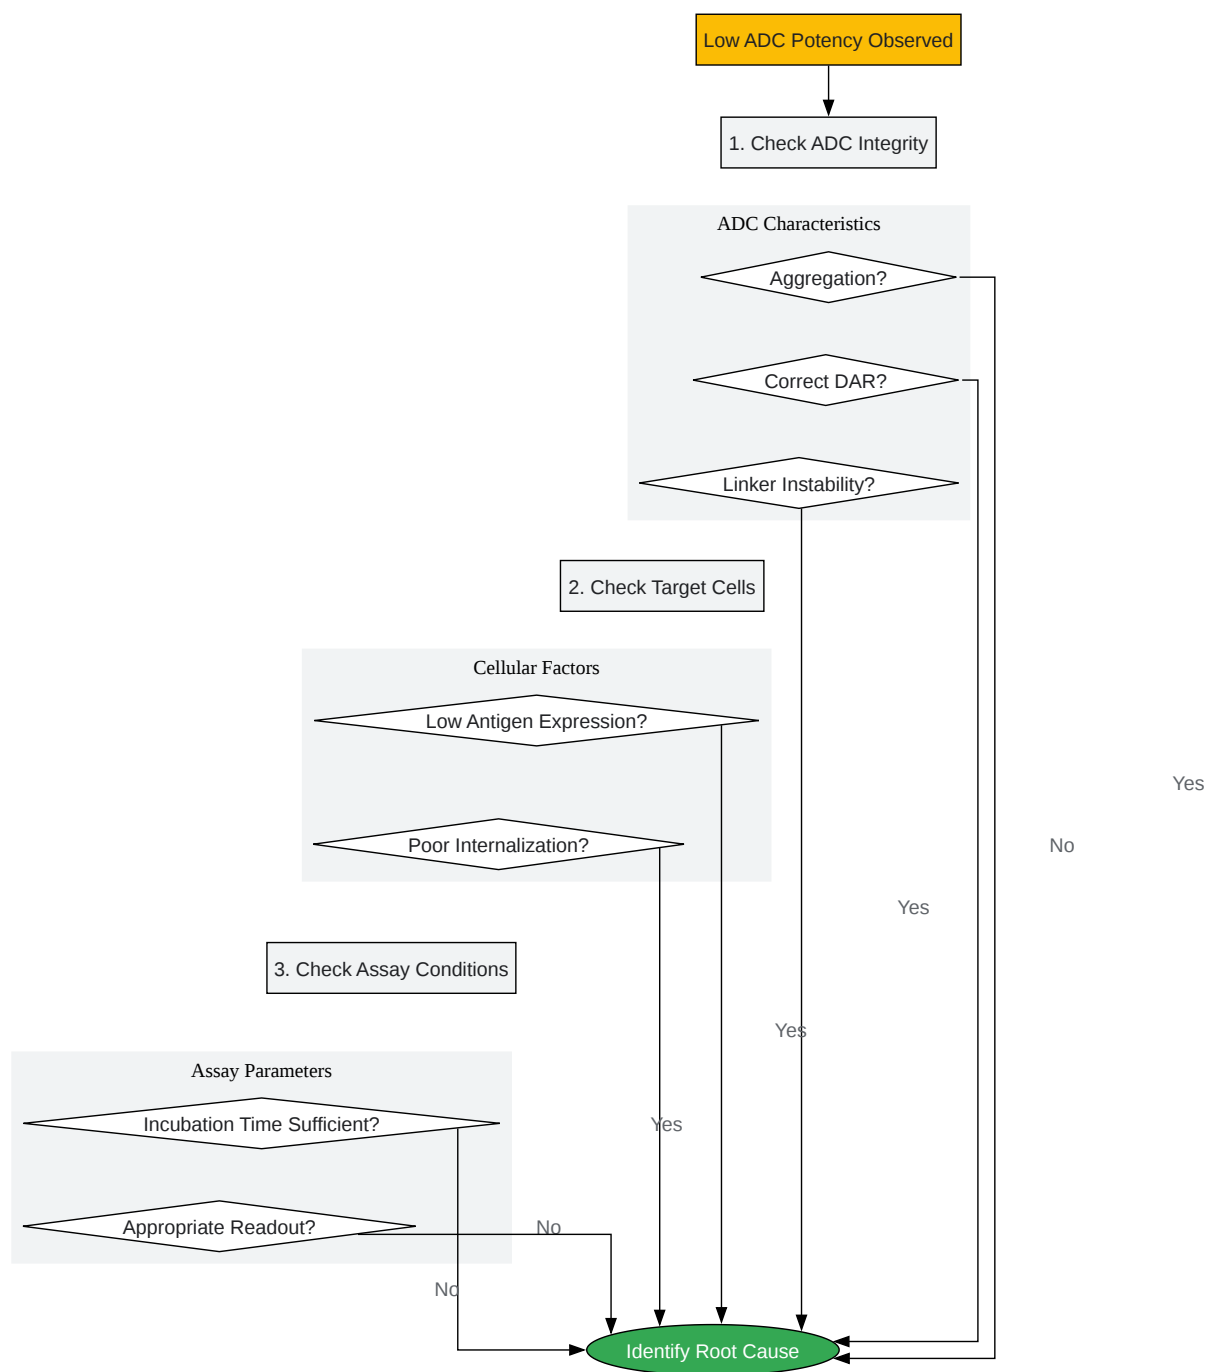 Low ADC Potency Observed
1. Check ADC Integrity
ADC Characteristics
Aggregation?
Correct DAR?
Linker Instability?
2. Check Target Cells
Cellular Factors
Low Antigen Expression?
Yes
Poor Internalization?
No
Yes
3. Check Assay Conditions
Yes
Assay Parameters
Incubation Time Sufficient?
Yes
Appropriate Readout?
No
No
Identify Root Cause